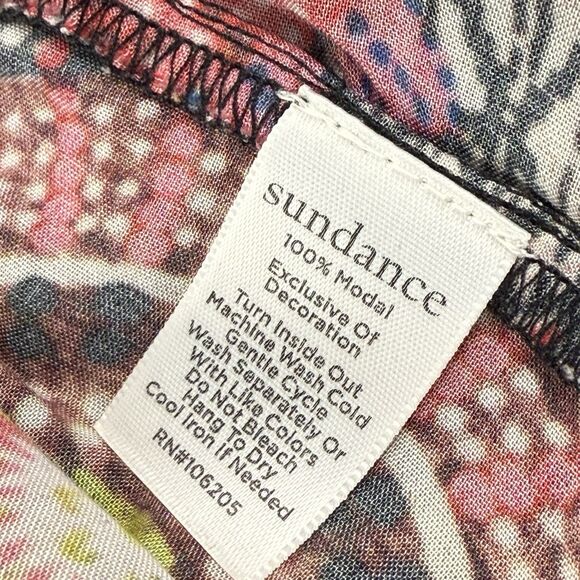 sundance
100% Modal
Exclusive Of
Decoration
Turn Inside Out
Machine Wash Cold
Gentle Cycle
Wash Separately Or
With Like Colors
Do Not Bleach
Hang To Dry
Cool Iron if Needed
RN#106205